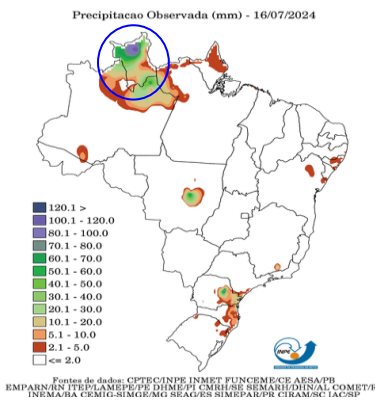 Precipitacao Observada (mm) - 16/07/2024
120.1 >
100.1 - 120.0
80.1 - 100.0
70.1 - 80.0
60.1 - 70.0
50.1 - 60.0
40.1 - 50.0
30.1 - 40.0
20.1 - 30.0
10.1 - 20.0
5.1 - 10.0
2.1 - 5.0
<= 2.0
INPE
Fontes de dados: CPTEC/INPE INMET FUNCEME/CE AESA/PB
EMPARN/RN ITEP/LAMEPE/PE DHME/PI CMRH/SE SEMARH/DHN/AL COMET/R
INEMA/BA CEMIG-SIMGE/MG SEAG/ES SIMEPAR/PR CIRAM/SC IAC/SP